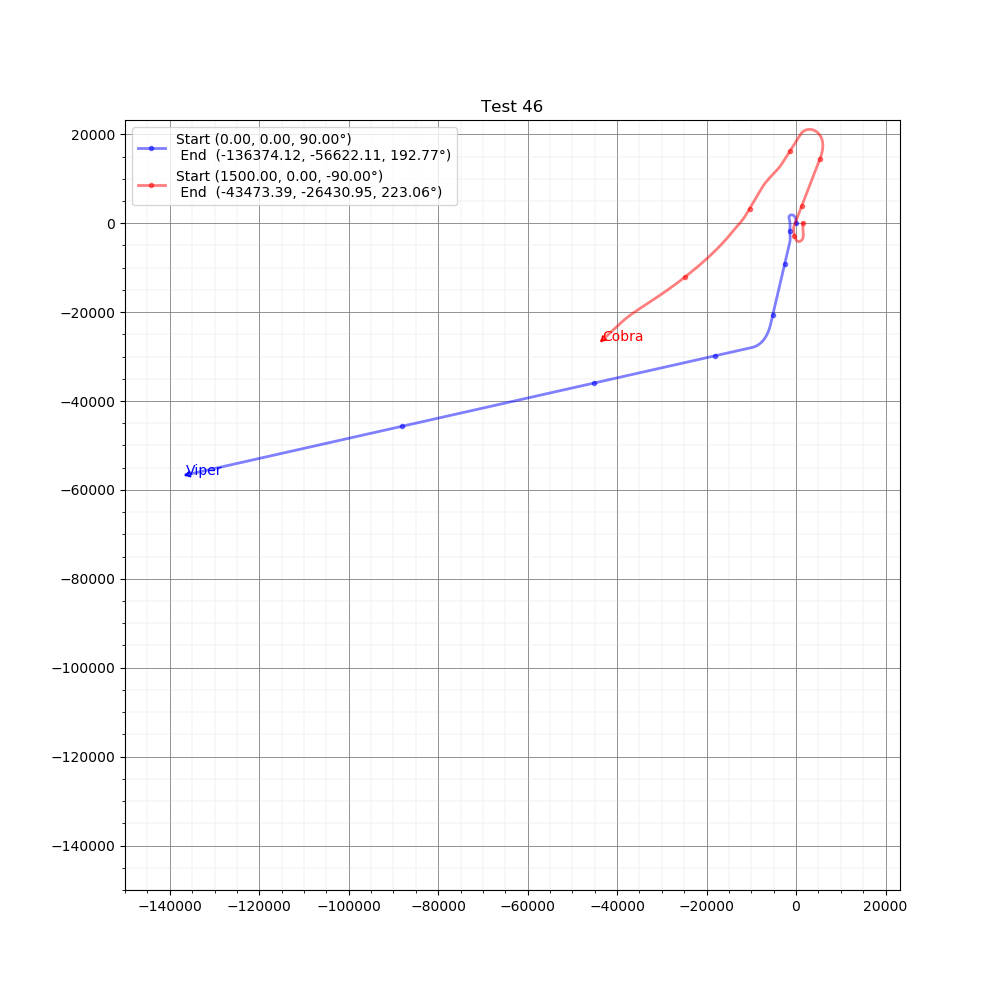 Test 46
Start (0.00, 0.00, 90.00°)
End (-136374.12, -56622.11, 192.77°)
Start (1500.00, 0.00, -90.00°)
End (-43473.39, -26430.95, 223.06°)
20000
0
−20000
−40000
−60000
−80000
−100000
−120000
−140000
Cobra
Viper
−140000 −120000 −100000 −80000 −60000 −40000 −20000 0 20000